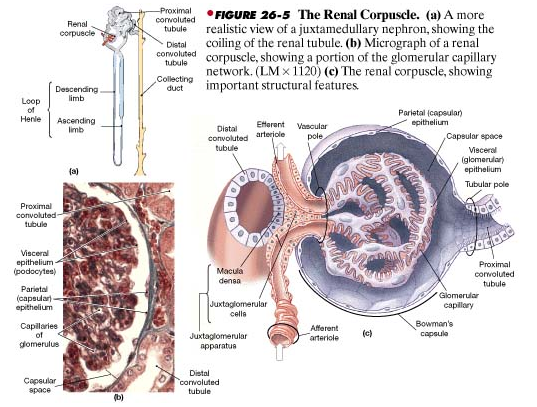 •FIGURE 26-5 The Renal Corpuscle. (a) A more
realistic view of a juxtamedullary nephron, showing the
coiling of the renal tubule. (b) Micrograph of a renal
corpuscle, showing a portion of the glomerular capillary
network. (LM × 1120) (c) The renal corpuscle, showing
important structural features.
Renal
corpuscle
Proximal
convoluted
tubule
Distal
convoluted
tubule
Collecting
duct
Loop
of
Henle
Descending
limb
Ascending
limb
(a)
Proximal
convoluted
tubule
Visceral
epithelium
(podocytes)
Parietal
(capsular)
epithelium
Capillaries
of
glomerulus
Capsular
space
Distal
convoluted
tubule
(b)
Distal
convoluted
tubule
Efferent
arteriole
Vascular
pole
Parietal (capsular)
epithelium
Capsular space
Visceral
(glomerular)
epithelium
Tubular pole
Proximal
convoluted
tubule
Glomerular
capillary
Bowman's
capsule
Macula
densa
Juxtaglomerular
cells
Juxtaglomerular
apparatus
Afferent
arteriole
(c)